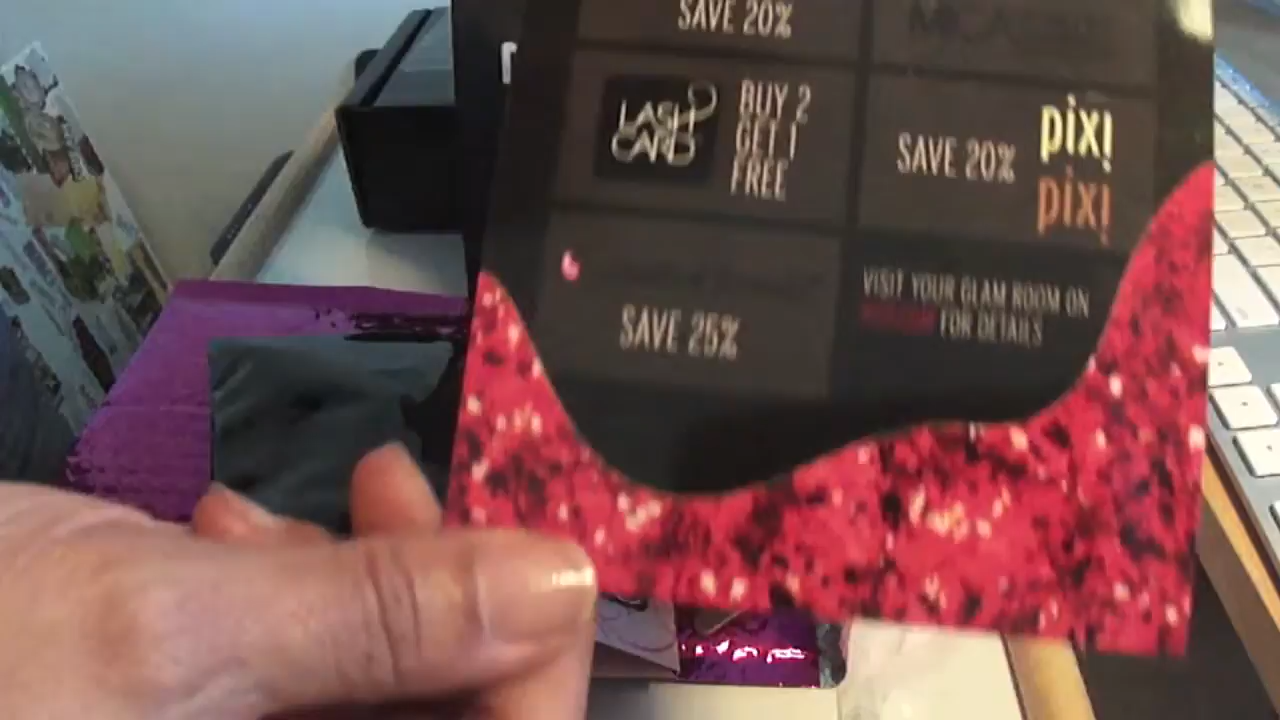 SAVE 20%
LASH
CARD
BUY 2
GET 1
FREE
SAVE 20%
pixi
pixi
SAVE 25%
VISIT YOUR GLAM ROOM ON
FOR DETAILS